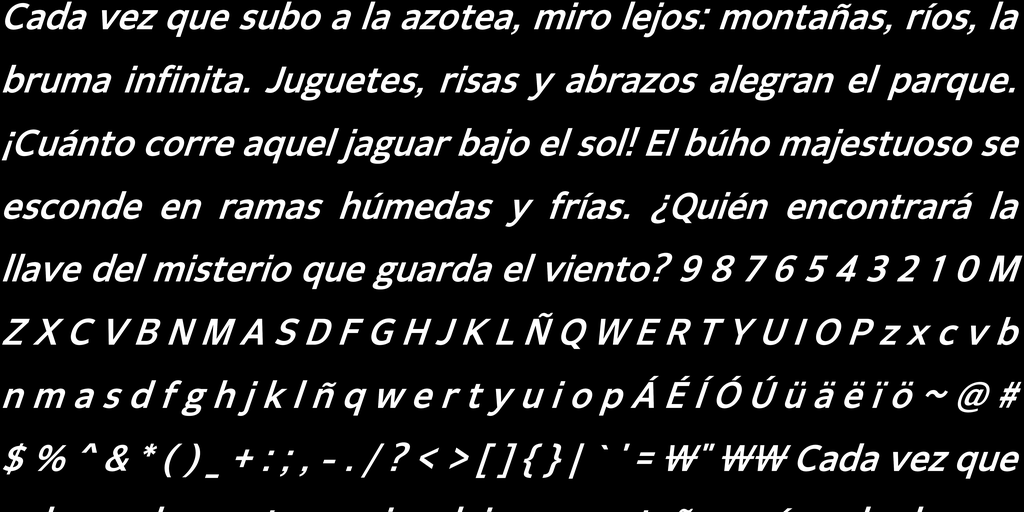 Cada vez que subo a la azotea, miro lejos: montañas, ríos, la
bruma infinita. Juguetes, risas y abrazos alegran el parque.
¡Cuánto corre aquel jaguar bajo el sol! El búho majestuoso se
esconde en ramas húmedas y frías. ¿Quién encontrará la
llave del misterio que guarda el viento? 9 8 7 6 5 4 3 2 1 0 M
Z X C V B N M A S D F G H J K L Ñ Q W E R T Y U I O P z x c v b
n m a s d f g h j k l ñ q w e r t y u i o p Á É Í Ó Ú ü ä ë ï ö ~ @ #
$ % ^ & * ( ) _ + : ; , - . / ? < > [ ] { } | ` ' = ₩ " ₩₩ Cada vez que